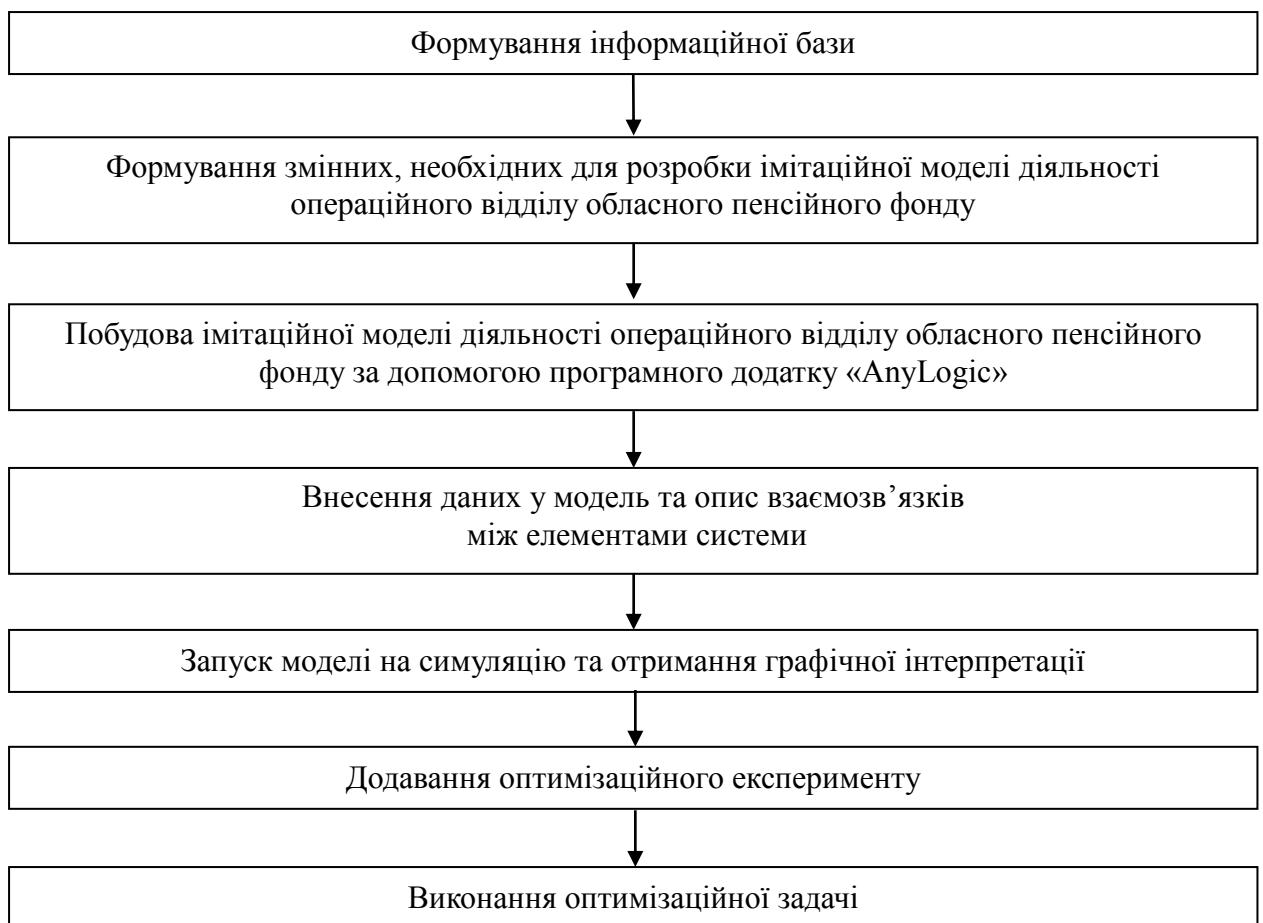 Формування інформаційної бази
Формування змінних, необхідних для розробки імітаційної моделі діяльності
операційного відділу обласного пенсійного фонду
Побудова імітаційної моделі діяльності операційного відділу обласного пенсійного
фонду за допомогою програмного додатку «AnyLogic»
Внесення даних у модель та опис взаємозв’язків
між елементами системи
Запуск моделі на симуляцію та отримання графічної інтерпретації
Додавання оптимізаційного експерименту
Виконання оптимізаційної задачі